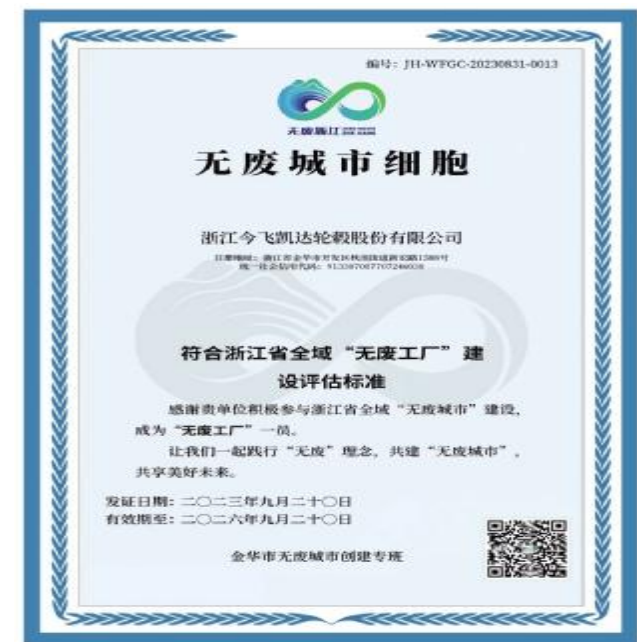 编号：JH-WFGC-20230831-0013
无废浙江
无废城市细胞
浙江今飞凯达轮毂股份有限公司
符合浙江省全域“无废工厂”建
设评估标准
感谢贵单位积极参与浙江省全域“无废城市”建设，
成为“无废工厂”一员。
让我们一起践行“无废”理念，共建“无废城市”，
共享美好未来。
发证日期：二〇二三年九月二十〇日
有效期至：二〇二六年九月二十〇日
金华市无废城市创建专班